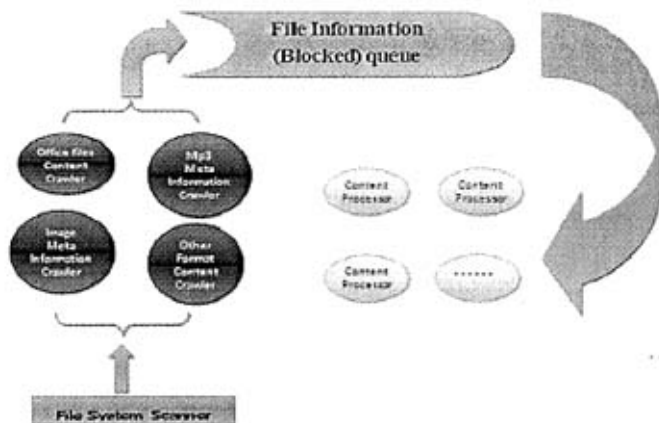 File Information
(Blocked) queue
Office files
Content
Crawler
Mp3
Meta
Information
Crawler
Image
Meta
Information
Crawler
Other
Format
Content
Crawler
Content
Processor
Content
Processor
Content
Processor
......
File System Scanner